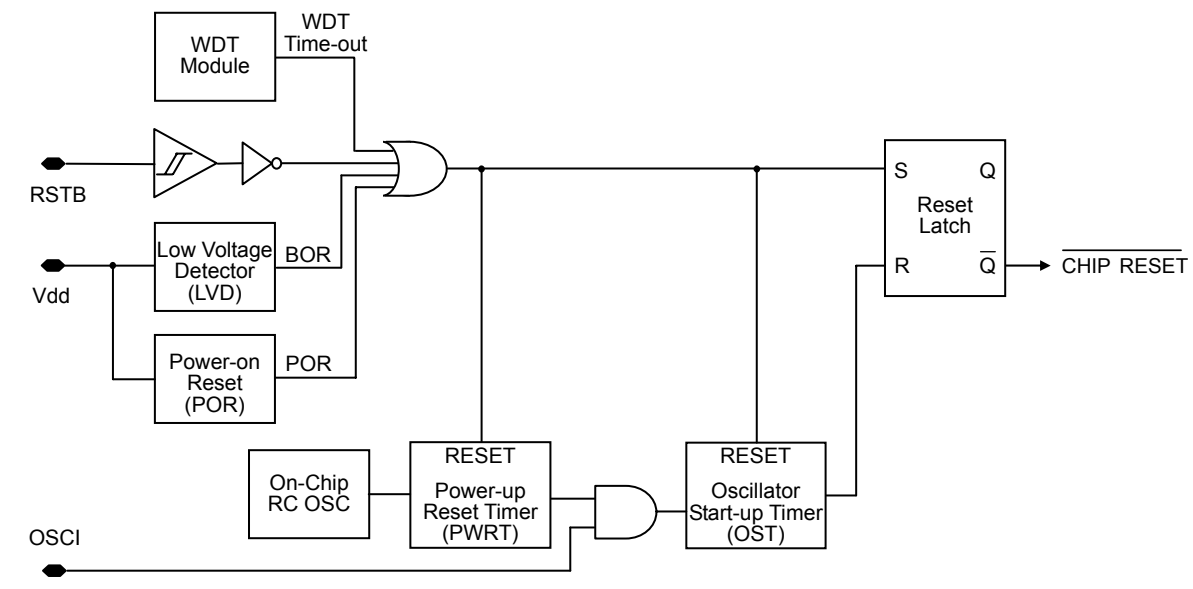 WDT
Module
WDT
Time-out
RSTB
Low Voltage
Detector
(LVD)
BOR
Vdd
Power-on
Reset
(POR)
POR
S
Q
Reset
Latch
R
Q
CHIP RESET
On-Chip
RC OSC
RESET
Power-up
Reset Timer
(PWRT)
RESET
Oscillator
Start-up Timer
(OST)
OSCI